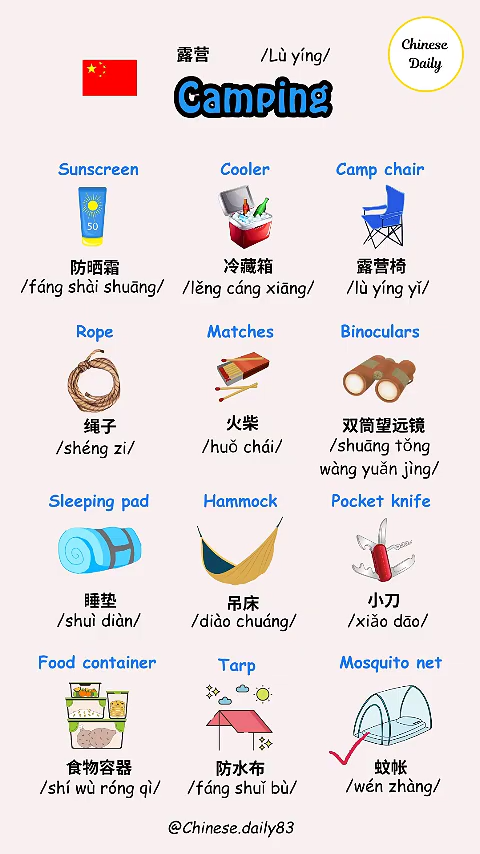 露营 /Lù yíng/
Chinese
Daily
Camping
Sunscreen Cooler Camp chair
50
防晒霜 冷藏箱 露营椅
/fáng shài shuāng/ /lěng cáng xiāng/ /lù yíng yǐ/
Rope Matches Binoculars
绳子 火柴 双筒望远镜
/shéng zi/ /huǒ chái/ /shuāng tǒng
wàng yuǎn jìng/
Sleeping pad Hammock Pocket knife
睡垫 吊床 小刀
/shuì diàn/ /diào chuáng/ /xiǎo dāo/
Food container Tarp Mosquito net
食物容器 防水布 蚊帐
/shí wù róng qì/ /fáng shuǐ bù/ /wén zhàng/
@Chinese.daily83